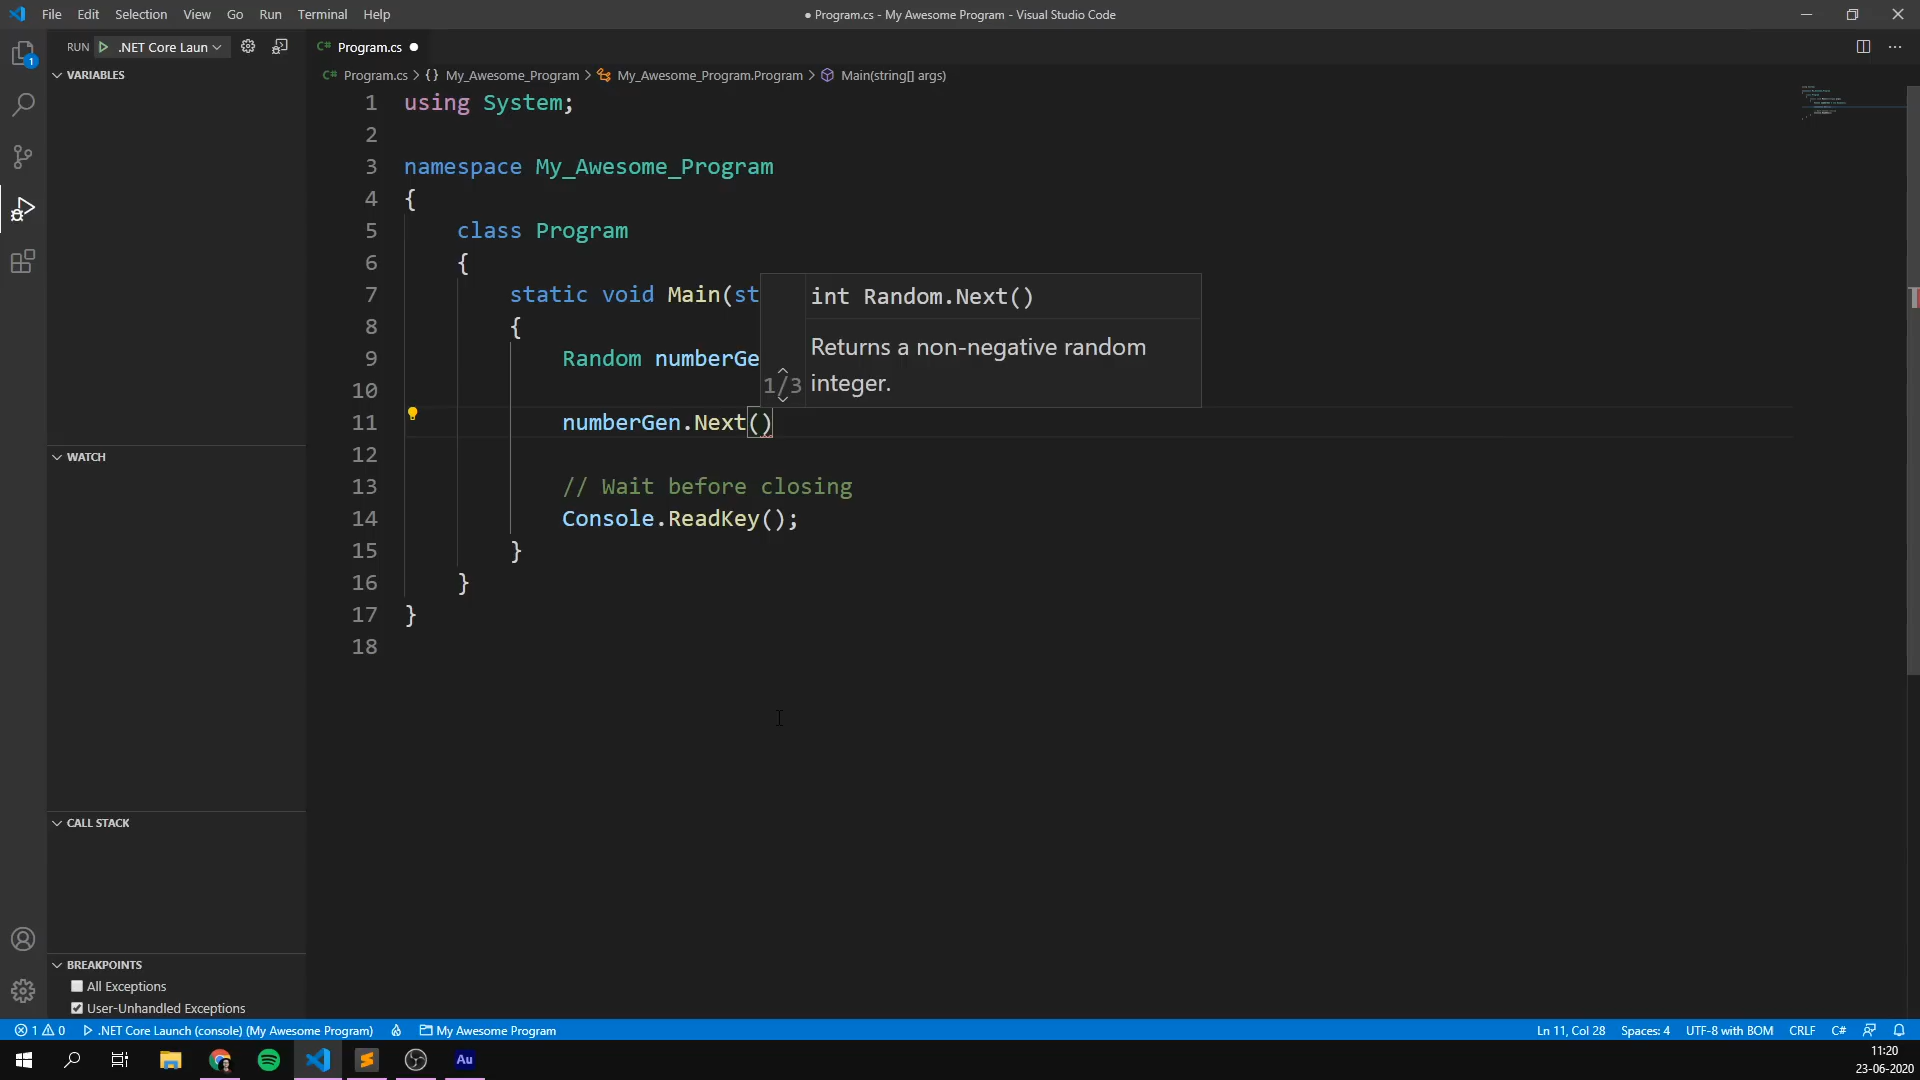 File Edit Selection View Go Run Terminal Help
● Program.cs - My Awesome Program - Visual Studio Code
RUN .NET Core Laun
C# Program.cs ●
VARIABLES
C# Program.cs > {} My_Awesome_Program > My_Awesome_Program.Program > Main(string[] args)
1 using System;
2
3 namespace My_Awesome_Program
4 {
5 class Program
6 {
7 static void Main(st
int Random.Next()
8 {
Returns a non-negative random
9 Random numberGe
10
1/3 integer.
11 numberGen.Next()
12
WATCH
13 // Wait before closing
14 Console.ReadKey();
15 }
16 }
17 }
18
CALL STACK
BREAKPOINTS
All Exceptions
User-Unhandled Exceptions
1 0 .NET Core Launch (console) (My Awesome Program) My Awesome Program
Ln 11, Col 28 Spaces: 4 UTF-8 with BOM CRLF C#
1
Au
11:20
23-06-2020